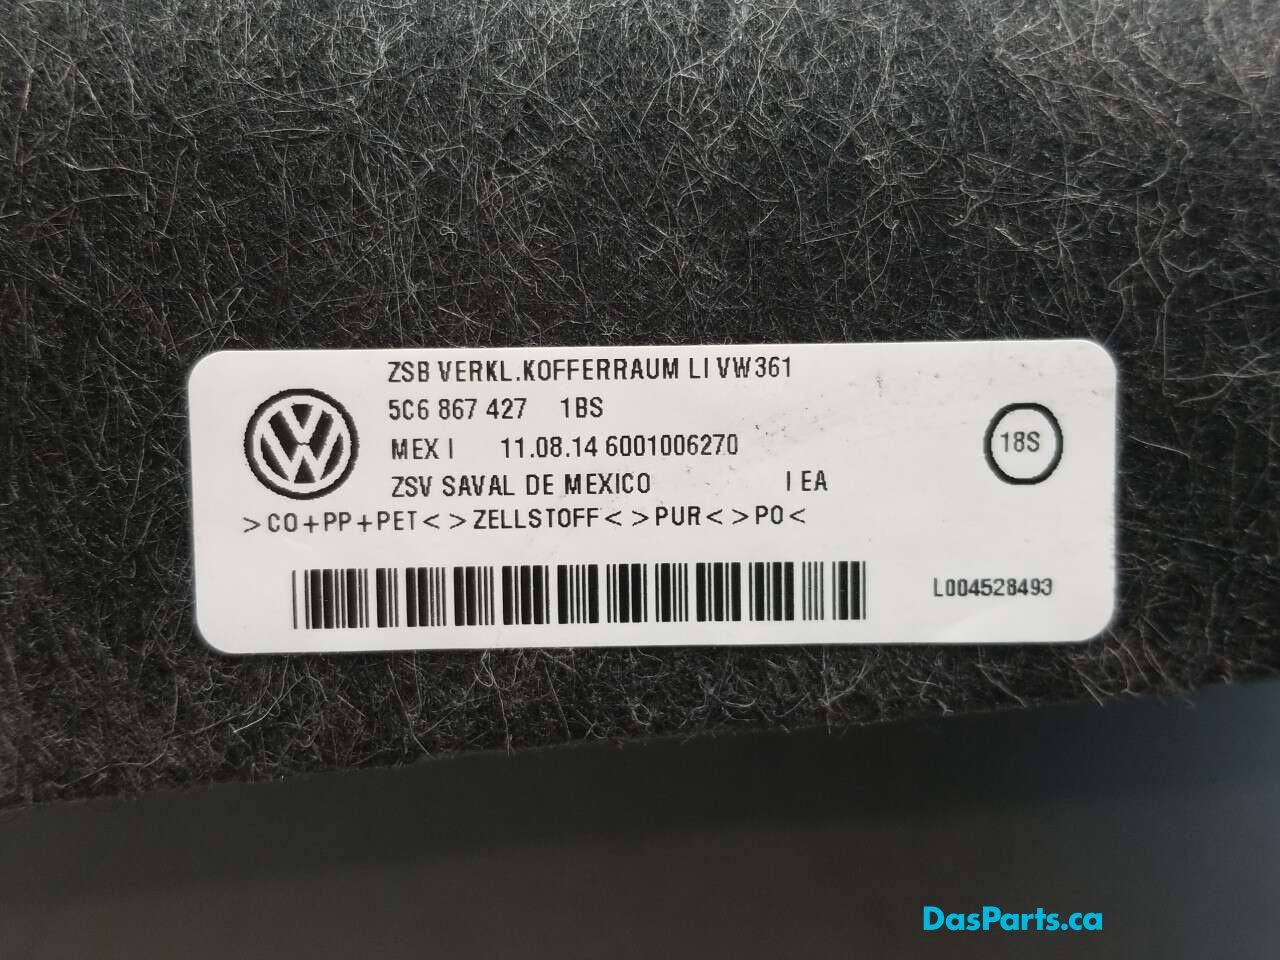 ZSB VERKL.KOFFERRAUM LI VW361
5C6 867 427 1BS
MEX I 11.08.14 6001006270
18S
ZSV SAVAL DE MEXICO I EA
>CO+PP+PET< >ZELLSTOFF< >PUR< >PO<
L004528493
DasParts.ca